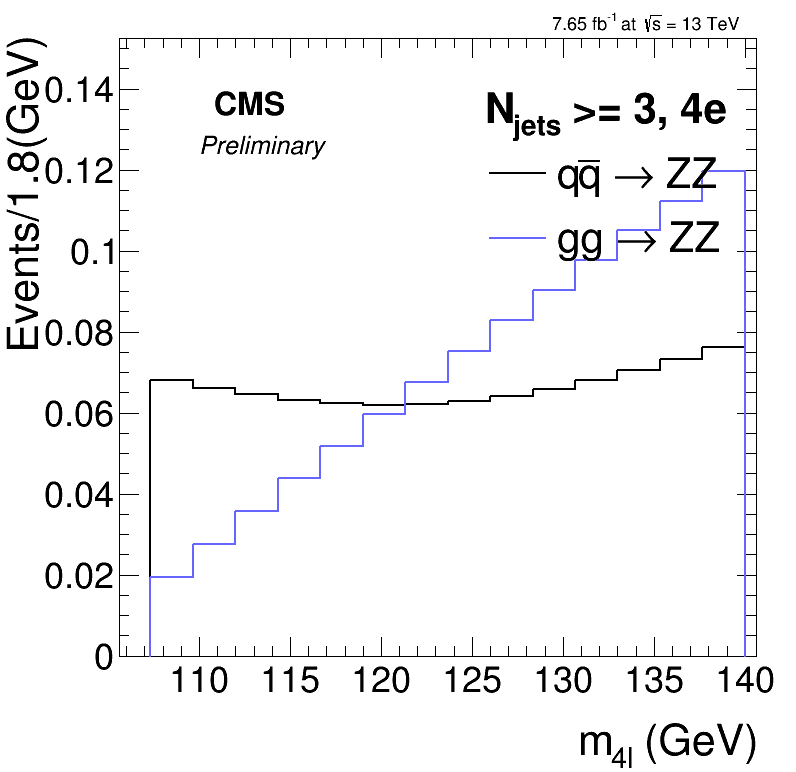 7.65 fb⁻¹ at √s = 13 TeV
CMS
Preliminary
N_jets >= 3, 4e
qq̅ → ZZ
gg → ZZ
Events/1.8(GeV)
0.14
0.12
0.1
0.08
0.06
0.04
0.02
0
110 115 120 125 130 135 140
m_4l (GeV)